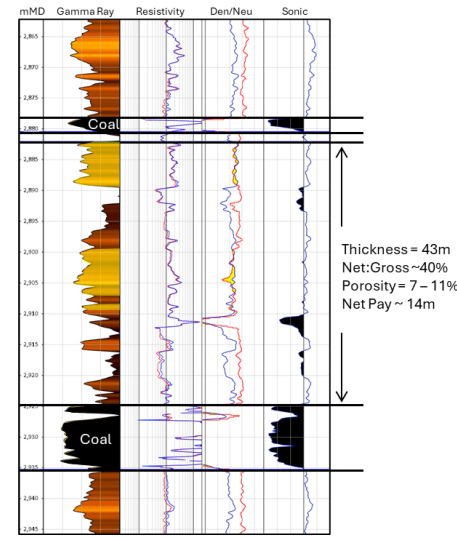 mMD Gamma Ray Resistivity Den/Neu Sonic
2,865
2,870
2,875
Coal
2,880
2,885
2,890
2,895
2,900
2,905
2,910
2,915
2,920
2,925
2,930
Coal
2,935
2,940
2,945
Thickness = 43m
Net:Gross ~40%
Porosity = 7 – 11%
Net Pay ~ 14m